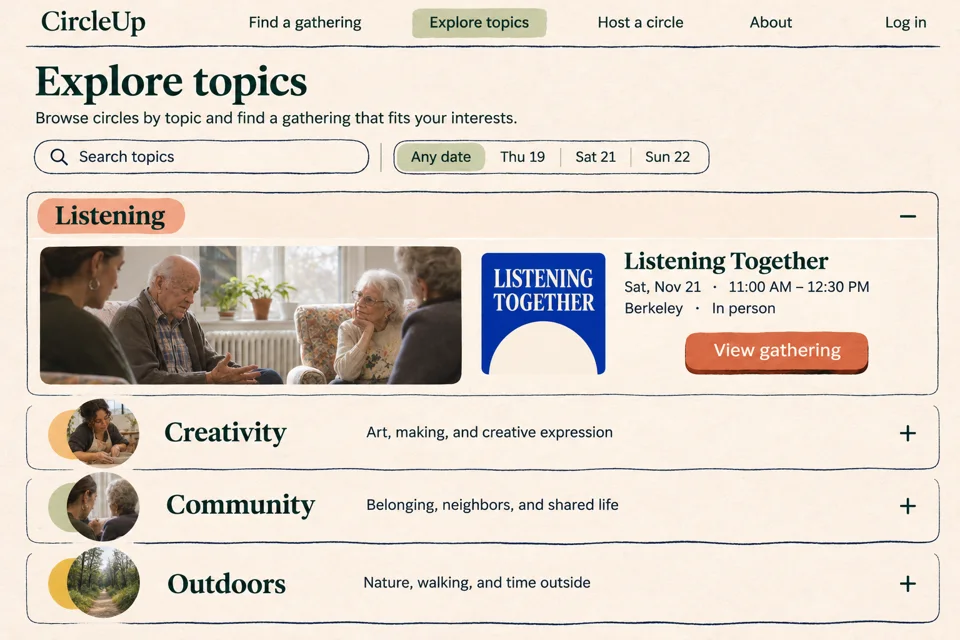 CircleUp
Find a gathering
Explore topics
Host a circle
About
Log in
Explore topics
Browse circles by topic and find a gathering that fits your interests.
Search topics
Any date
Thu 19
Sat 21
Sun 22
Listening
LISTENING
TOGETHER
Listening Together
Sat, Nov 21 · 11:00 AM – 12:30 PM
Berkeley · In person
View gathering
Creativity
Art, making, and creative expression
Community
Belonging, neighbors, and shared life
Outdoors
Nature, walking, and time outside